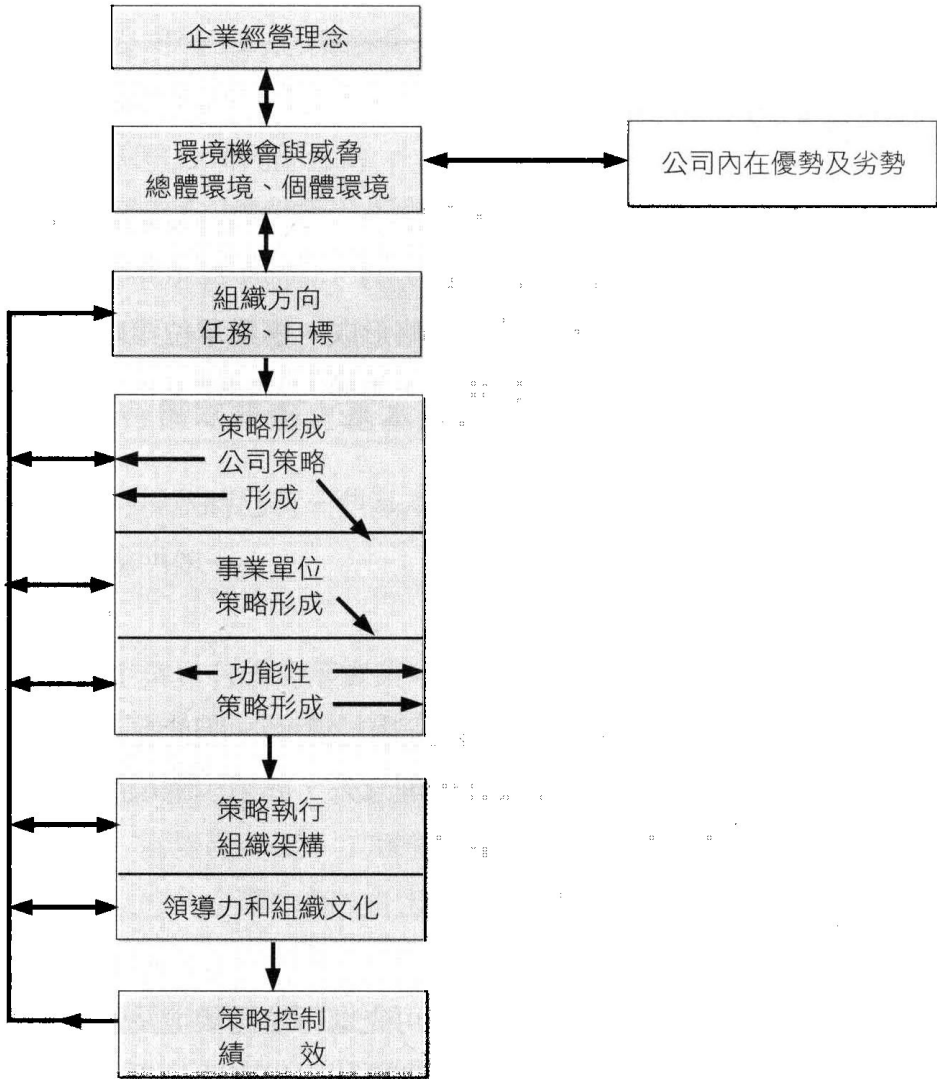 企業經營理念
環境機會與威脅
總體環境、個體環境
公司內在優勢及劣勢
組織方向
任務、目標
策略形成
公司策略
形成
事業單位
策略形成
功能性
策略形成
策略執行
組織架構
領導力和組織文化
策略控制
績 效